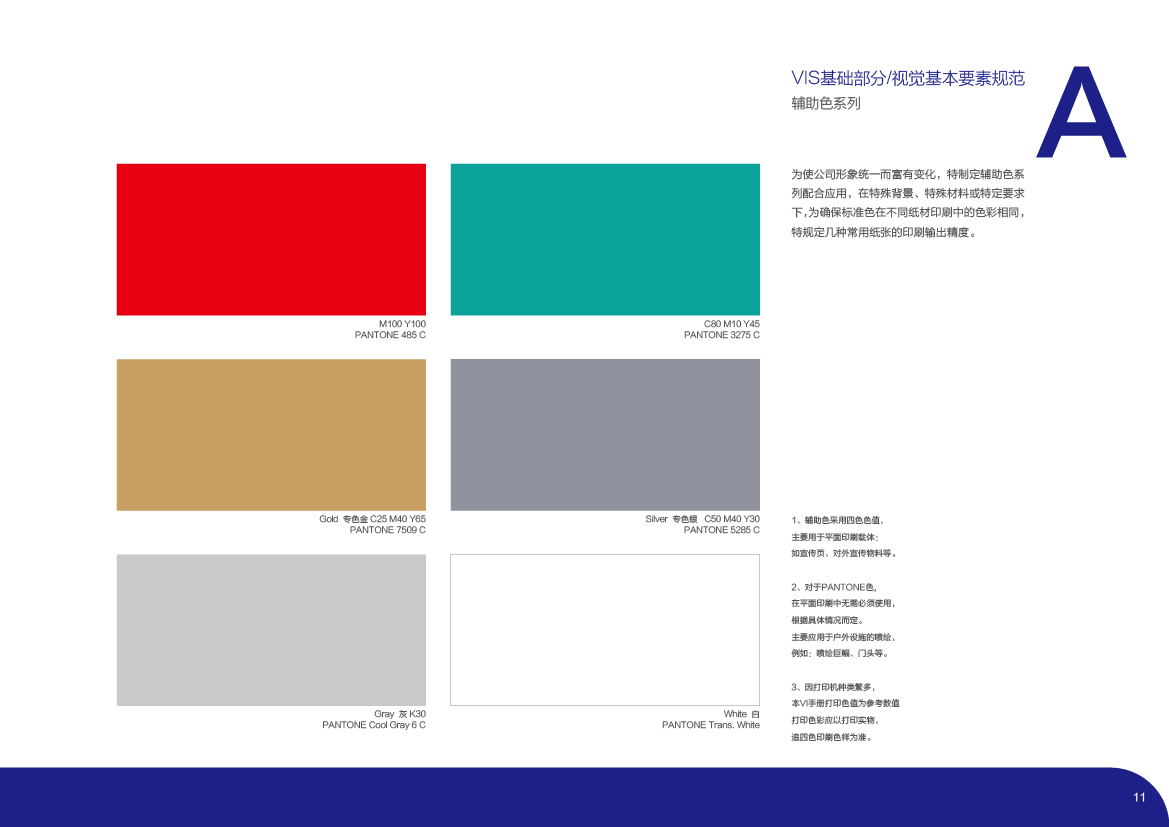 VIS基础部分/视觉基本要素规范
辅助色系列
A
为使公司形象统一而富有变化，特制定辅助色系
列配合应用，在特殊背景、特殊材料或特定要求
下，为确保标准色在不同纸材印刷中的色彩相同，
特规定几种常用纸张的印刷输出精度。
M100 Y100
PANTONE 485 C
C80 M10 Y45
PANTONE 3275 C
Gold 专色金 C25 M40 Y65
PANTONE 7509 C
Silver 专色银 C50 M40 Y30
PANTONE 5285 C
Gray 灰 K30
PANTONE Cool Gray 6 C
White 白
PANTONE Trans. White
1、辅助色采用四色色值，
主要用于平面印刷载体；
如宣传页、对外宣传物料等。
2、对于PANTONE色，
在平面印刷中无需必须使用，
根据具体情况而定。
主要应用于户外设施的喷绘，
例如：喷绘巨幅、门头等。
3、因打印机种类繁多，
本VI手册打印色值为参考数值
打印色彩应以打印实物，
追四色印刷色样为准。
11